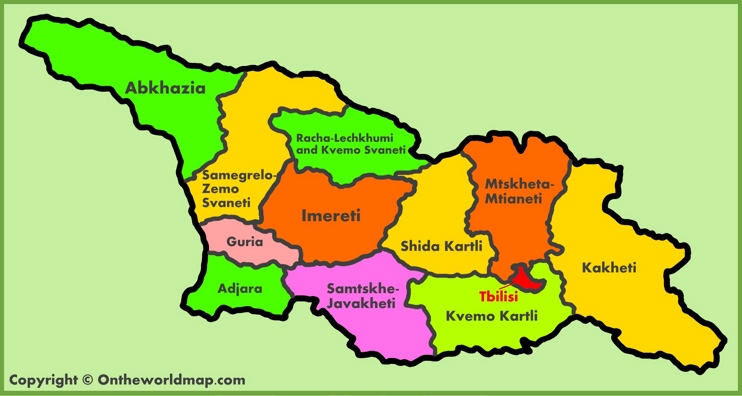 Abkhazia
Racha-Lechkhumi
and Kvemo Svaneti
Samegrelo-
Zemo
Svaneti
Mtskheta-
Mtianeti
Imereti
Guria
Shida Kartli
Kakheti
Adjara
Samtskhe-
Javakheti
Tbilisi
Kvemo Kartli
Copyright © Ontheworldmap.com